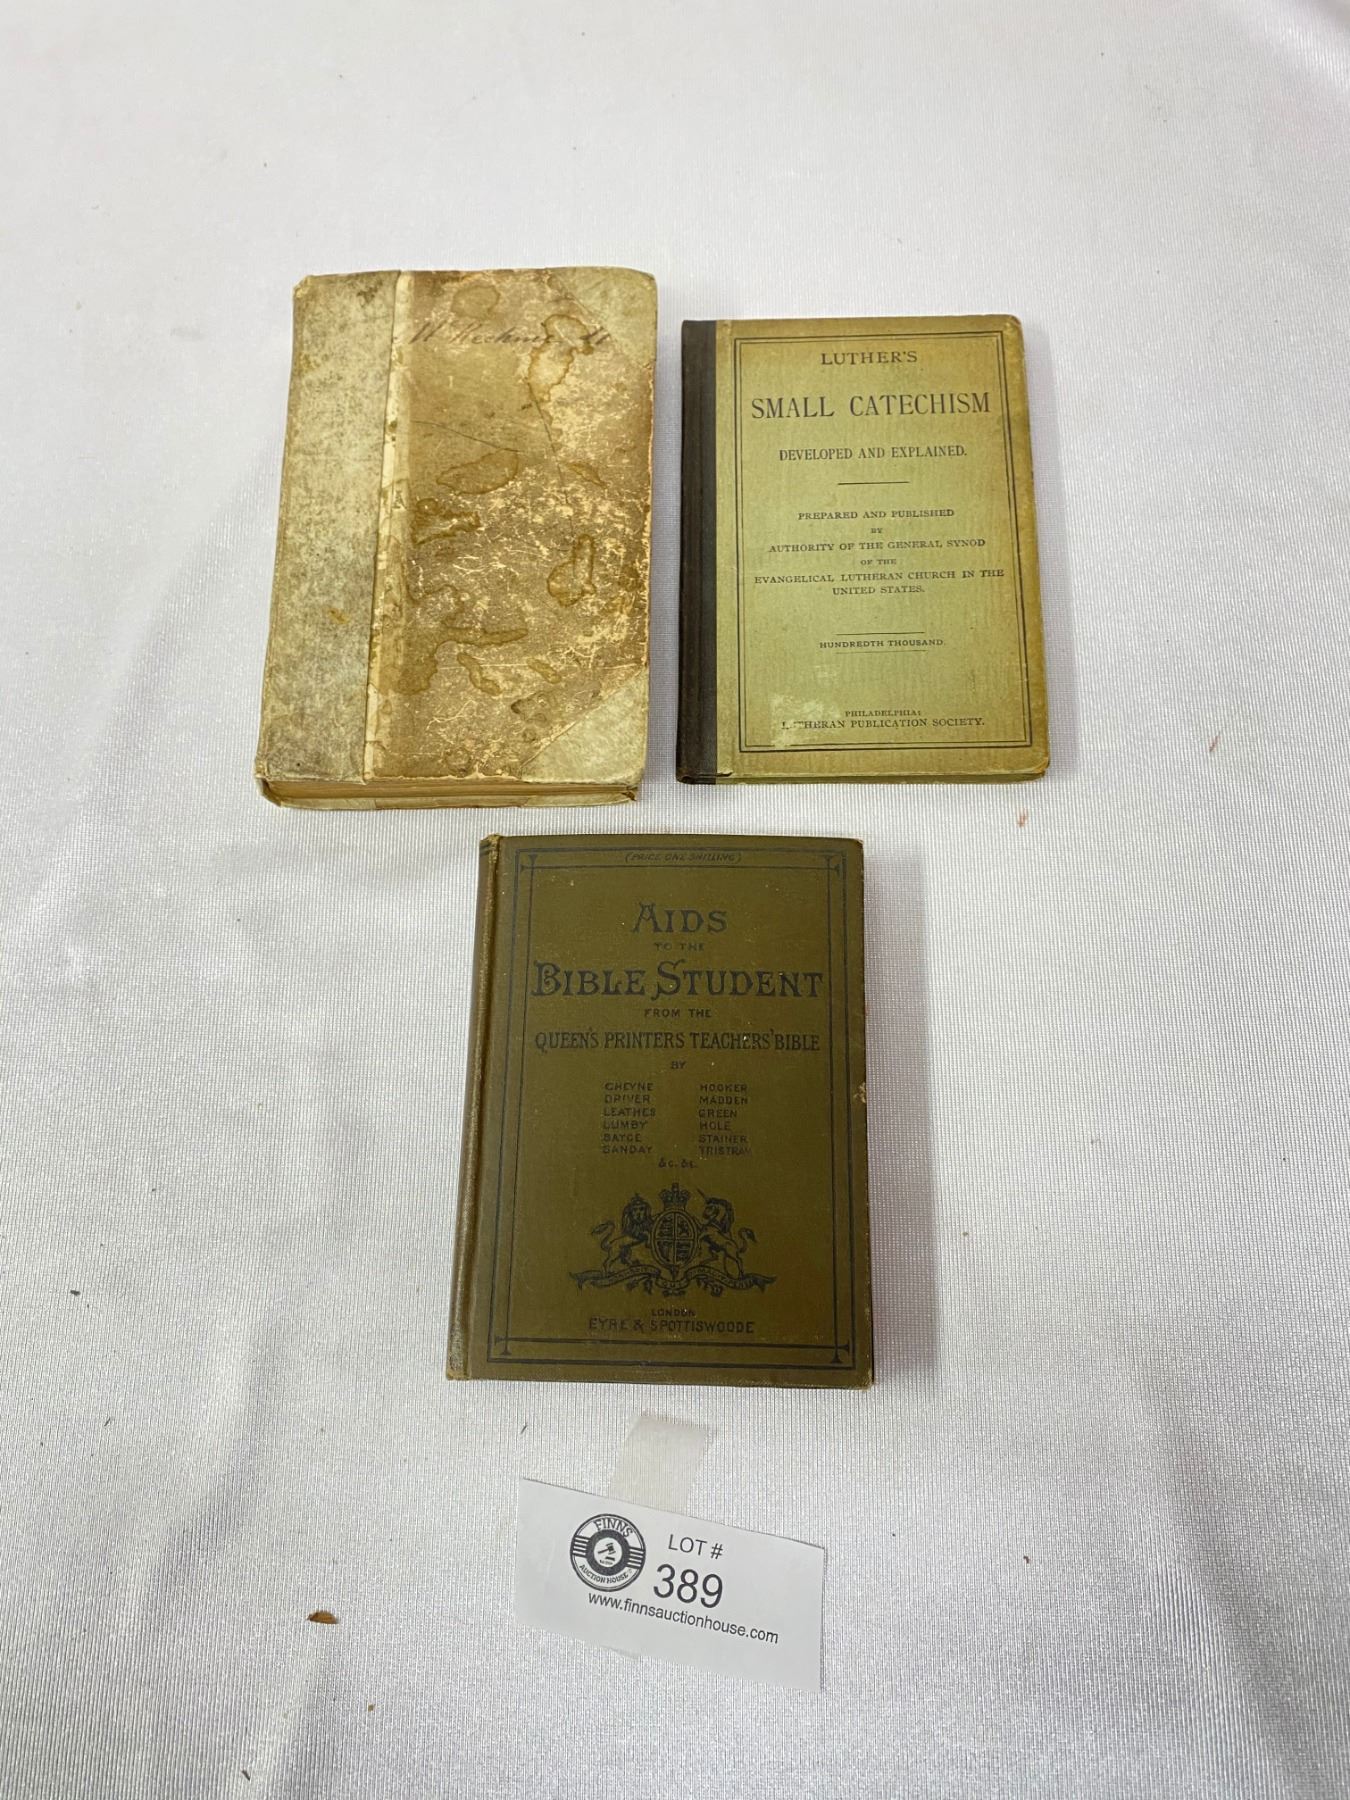 LUTHER'S
SMALL CATECHISM
DEVELOPED AND EXPLAINED.
PREPARED AND PUBLISHED
BY
AUTHORITY OF THE GENERAL SYNOD
OF THE
EVANGELICAL LUTHERAN CHURCH IN THE
UNITED STATES.
HUNDREDTH THOUSAND.
PHILADELPHIA:
LUTHERAN PUBLICATION SOCIETY.
(PRICE ONE SHILLING)
AIDS
TO THE
BIBLE STUDENT
FROM THE
QUEEN'S PRINTERS TEACHERS' BIBLE
BY
CHEYNE HOOKER
DRIVER MADDEN
LEATHES GREEN
LUMBY HOLE
SAYCE STAINER
SANDAY TRISTRAM
&c. &c.
LONDON
EYRE & SPOTTISWOODE
FINNS
AUCTION HOUSE
LOT #
389
www.finnsauctionhouse.com